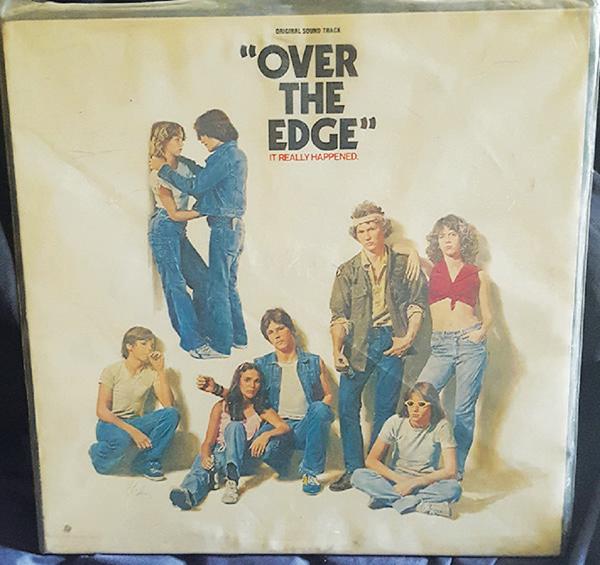 ORIGINAL SOUND TRACK
"OVER
THE
EDGE"
IT REALLY HAPPENED.